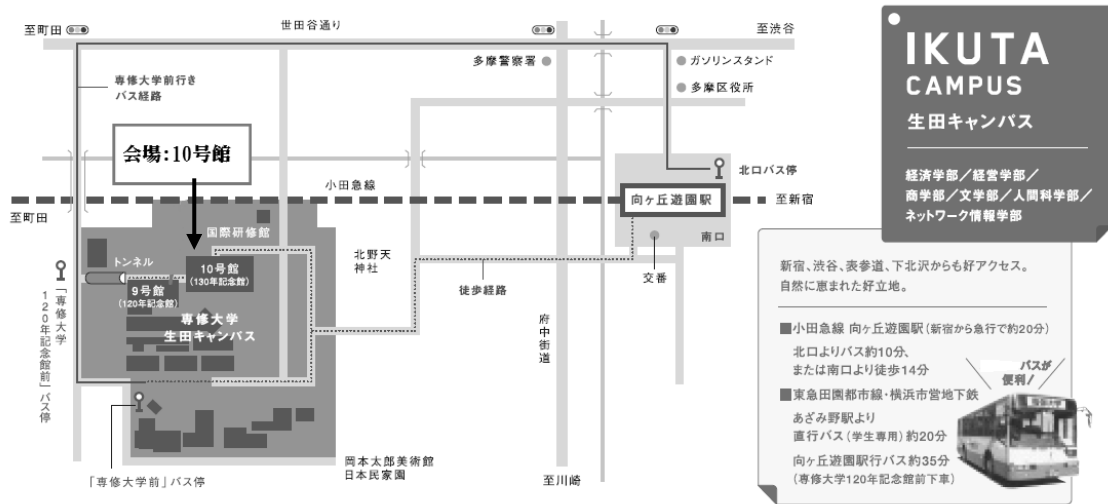 至町田
世田谷通り
至渋谷
多摩警察署
ガソリンスタンド
多摩区役所
専修大学前行き
バス経路
会場:10号館
北口バス停
小田急線
向ヶ丘遊園駅
至新宿
至町田
国際研修館
南口
トンネル
10号館
(130年記念館)
9号館
(120年記念館)
北野天
神社
交番
徒歩経路
専修大学
生田キャンパス
「専修大学
120年記念館前」バス停
府中街道
「専修大学前」バス停
岡本太郎美術館
日本民家園
至川崎
IKUTA
CAMPUS
生田キャンパス
経済学部/経営学部/
商学部/文学部/人間科学部/
ネットワーク情報学部
新宿、渋谷、表参道、下北沢からも好アクセス。
自然に恵まれた好立地。
■小田急線 向ヶ丘遊園駅(新宿から急行で約20分)
北口よりバス約10分、
または南口より徒歩14分
バスが
便利!
■東急田園都市線・横浜市営地下鉄
あざみ野駅より
直行バス(学生専用)約20分
向ヶ丘遊園駅行バス約35分
(専修大学120年記念館前下車)